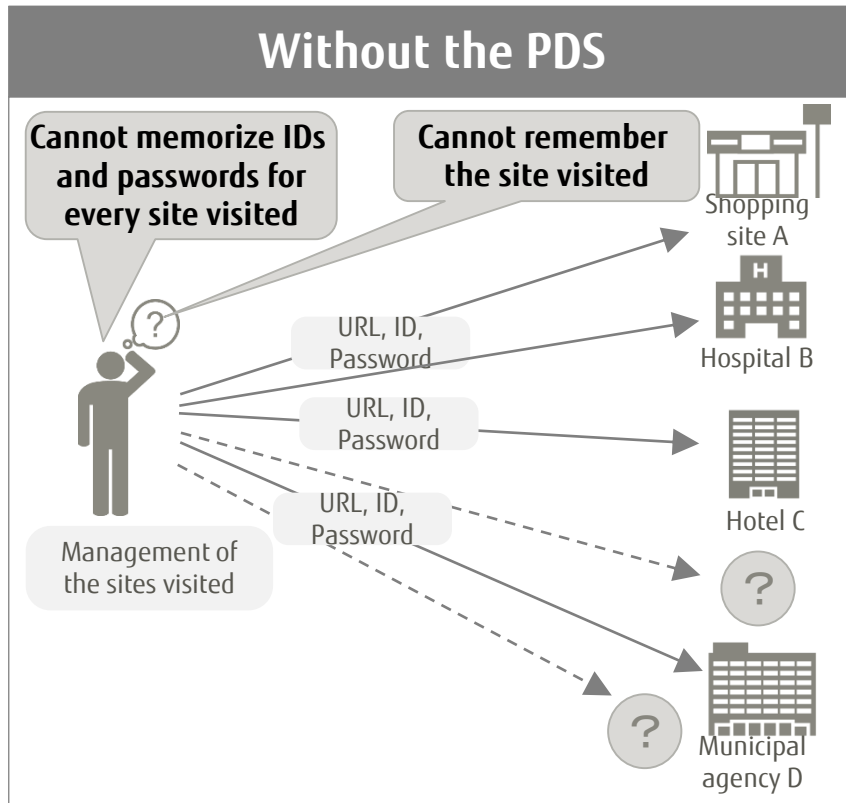 Without the PDS
Cannot memorize IDs
and passwords for
every site visited
Cannot remember
the site visited
?
Shopping
site A
H
Hospital B
URL, ID,
Password
URL, ID,
Password
Hotel C
URL, ID,
Password
Management of
the sites visited
?
?
Municipal
agency D